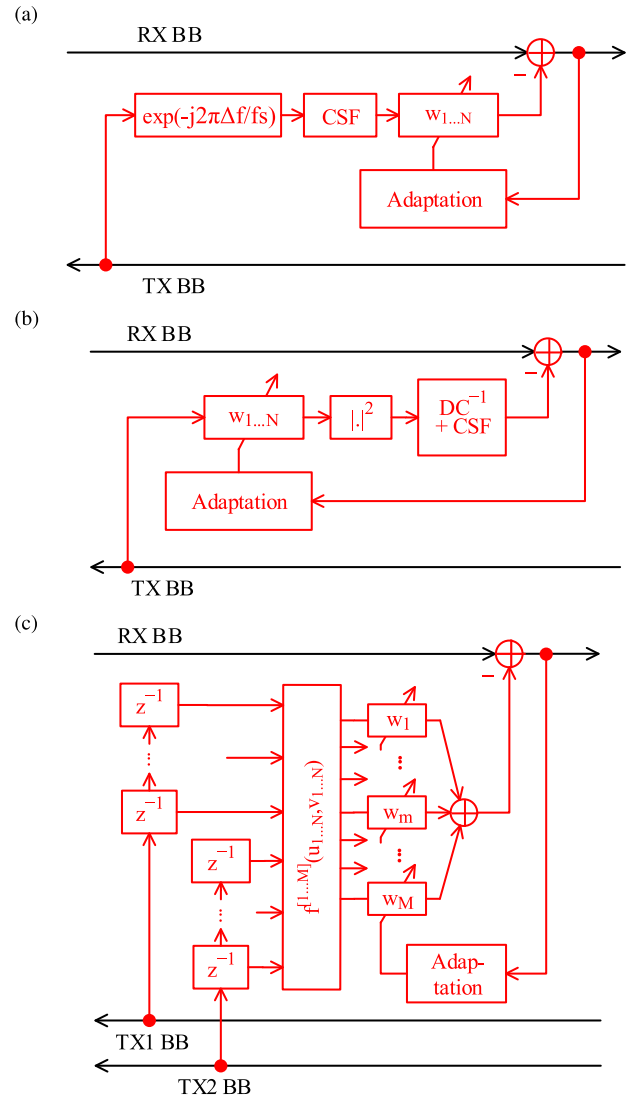 (a)
RX BB
−
exp(-j2πΔf/fs)
CSF
w1...N
Adaptation
TX BB
(b)
RX BB
−
w1...N
|.|²
DC⁻¹
+ CSF
Adaptation
TX BB
(c)
RX BB
−
z⁻¹
...
z⁻¹
z⁻¹
...
z⁻¹
f[1...M](u1...N,v1...N)
w1
...
wm
...
wM
Adap-
tation
TX1 BB
TX2 BB